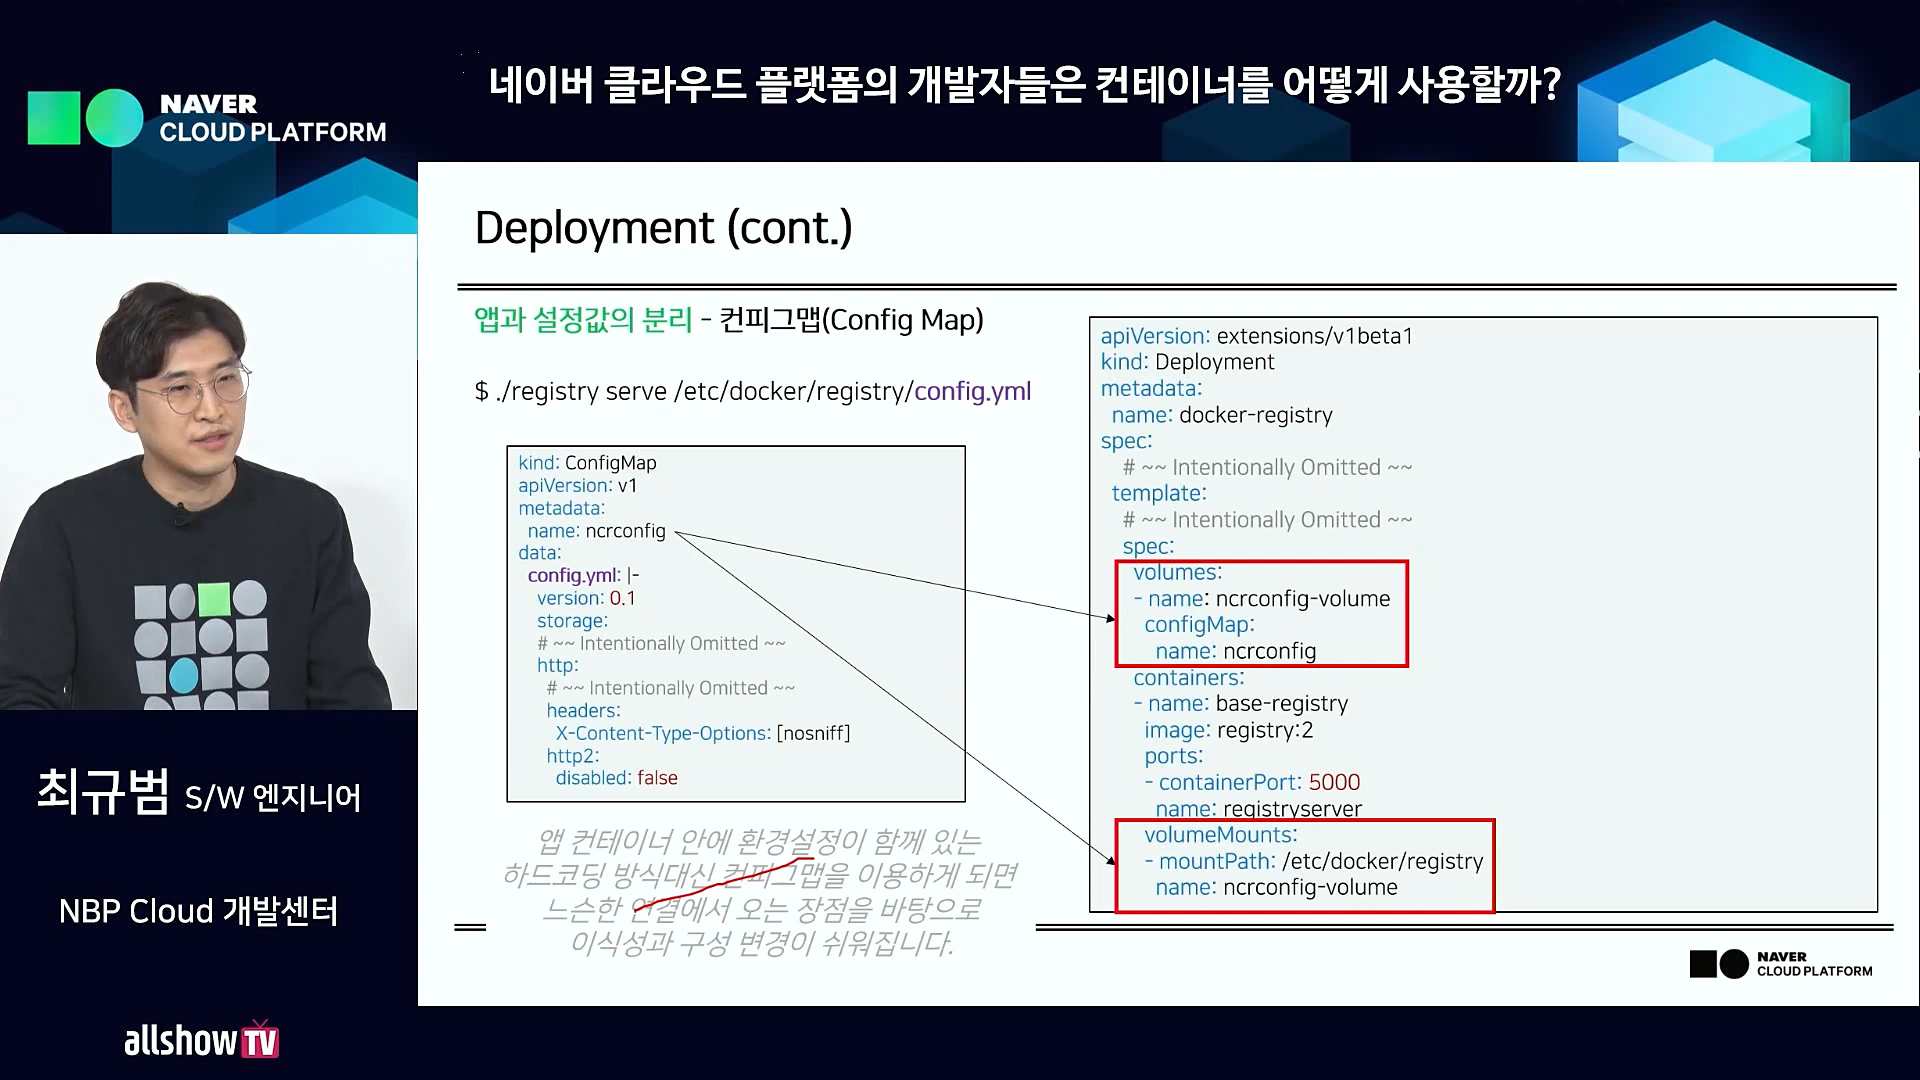 네이버 클라우드 플랫폼의 개발자들은 컨테이너를 어떻게 사용할까?
NAVER
CLOUD PLATFORM
Deployment (cont.)
앱과 설정값의 분리 - 컨피그맵(Config Map)
$ ./registry serve /etc/docker/registry/config.yml
kind: ConfigMap
apiVersion: v1
metadata:
name: ncrconfig
data:
config.yml: |-
version: 0.1
storage:
# ~~ Intentionally Omitted ~~
http:
# ~~ Intentionally Omitted ~~
headers:
X-Content-Type-Options: [nosniff]
http2:
disabled: false
앱 컨테이너 안에 환경설정이 함께 있는
하드코딩 방식대신 컨피그맵을 이용하게 되면
느슨한 연결에서 오는 장점을 바탕으로
이식성과 구성 변경이 쉬워집니다.
apiVersion: extensions/v1beta1
kind: Deployment
metadata:
name: docker-registry
spec:
# ~~ Intentionally Omitted ~~
template:
# ~~ Intentionally Omitted ~~
spec:
volumes:
- name: ncrconfig-volume
configMap:
name: ncrconfig
containers:
- name: base-registry
image: registry:2
ports:
- containerPort: 5000
name: registryserver
volumeMounts:
- mountPath: /etc/docker/registry
name: ncrconfig-volume
NAVER
CLOUD PLATFORM
최규범 S/W 엔지니어
NBP Cloud 개발센터
allshow TV